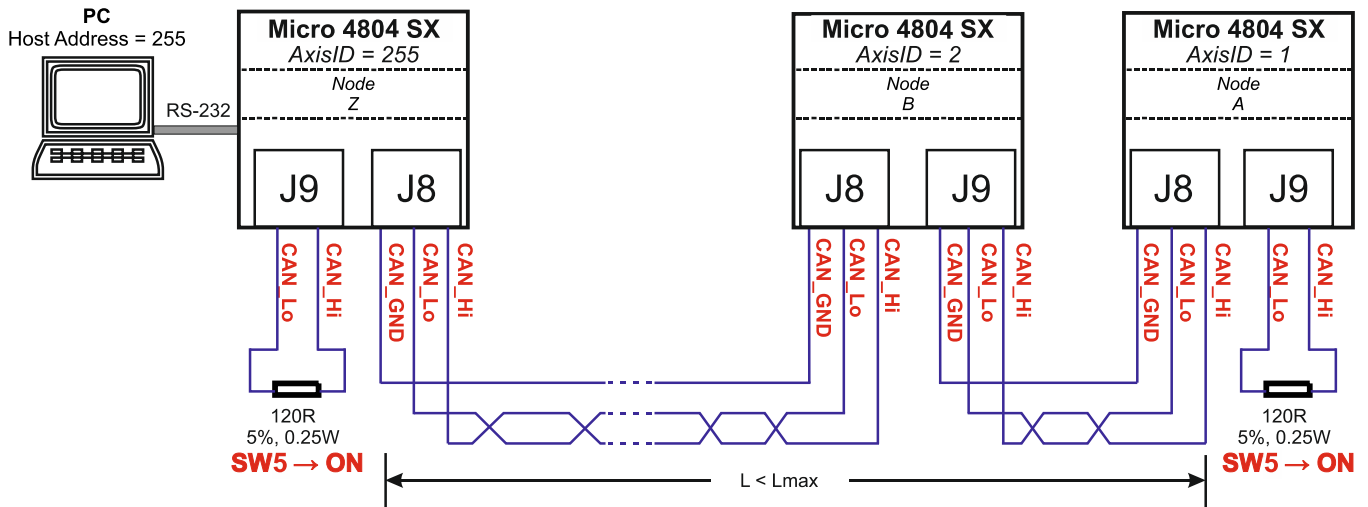 PC
Host Address = 255
RS-232
Micro 4804 SX
AxisID = 255
Node
Z
J9
J8
CAN_Lo
CAN_Hi
CAN_GND
CAN_Lo
CAN_Hi
120R
5%, 0.25W
SW5 → ON
Micro 4804 SX
AxisID = 2
Node
B
J8
J9
CAN_GND
CAN_Lo
CAN_Hi
CAN_GND
CAN_Lo
CAN_Hi
Micro 4804 SX
AxisID = 1
Node
A
J8
J9
CAN_GND
CAN_Lo
CAN_Hi
CAN_Lo
CAN_Hi
120R
5%, 0.25W
SW5 → ON
L < Lmax